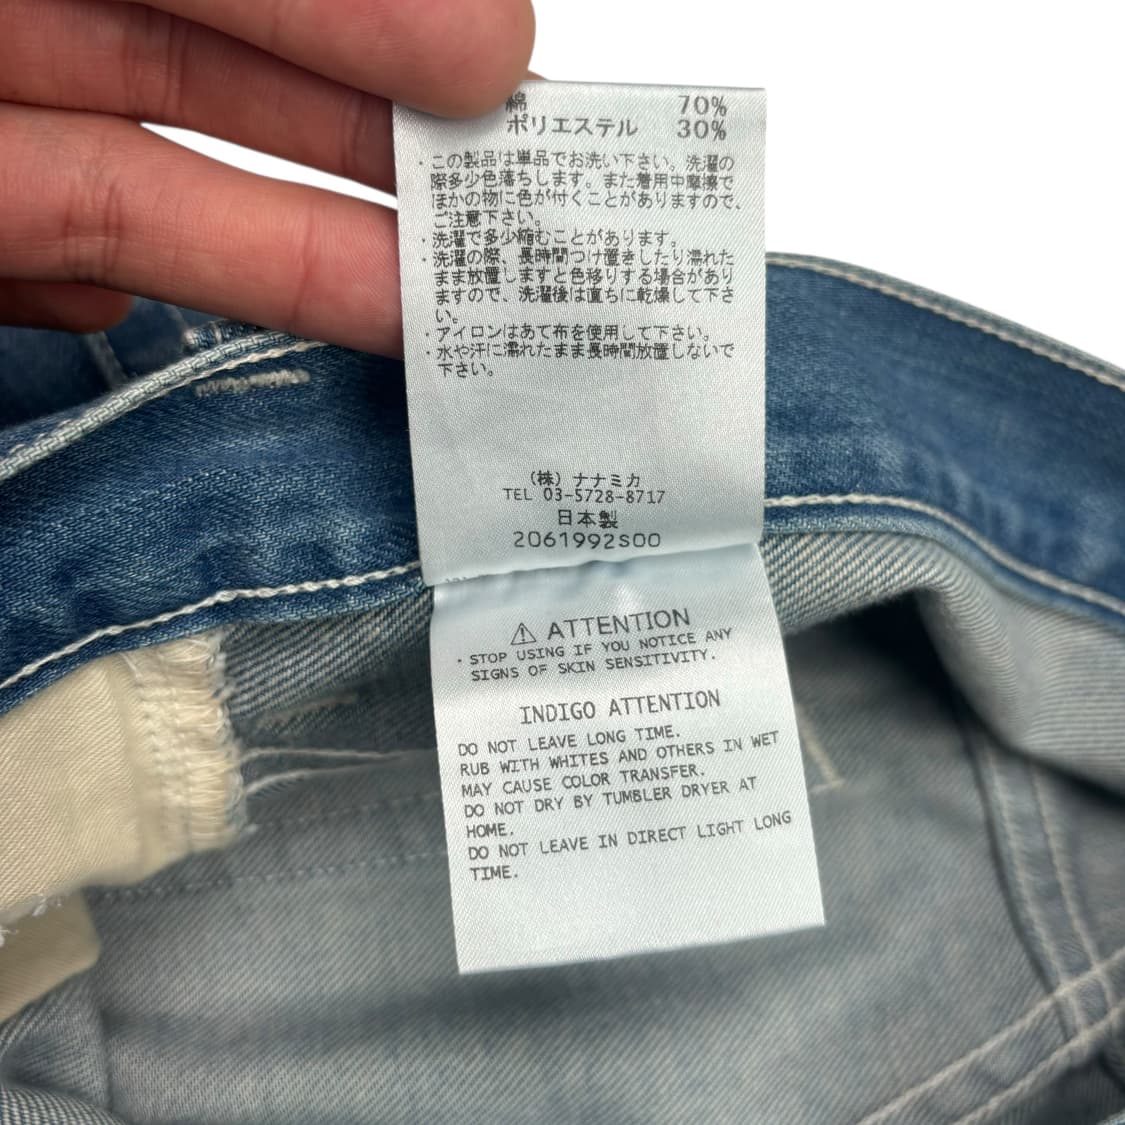 綿 70%
ポリエステル 30%
・この製品は単品でお洗い下さい。洗濯の
際多少色落ちします。また着用中摩擦で
ほかの物に色が付くことがありますので、
ご注意下さい。
・洗濯で多少縮むことがあります。
・洗濯の際、長時間つけ置きしたり濡れた
まま放置しますと色移りする場合があり
ますので、洗濯後は直ちに乾燥して下さ
い。
・アイロンはあて布を使用して下さい。
・水や汗に濡れたまま長時間放置しないで
下さい。
(株) ナナミカ
TEL 03-5728-8717
日本製
2061992S00
⚠ ATTENTION
・STOP USING IF YOU NOTICE ANY
SIGNS OF SKIN SENSITIVITY.
INDIGO ATTENTION
DO NOT LEAVE LONG TIME.
RUB WITH WHITES AND OTHERS IN WET
MAY CAUSE COLOR TRANSFER.
DO NOT DRY BY TUMBLER DRYER AT
HOME.
DO NOT LEAVE IN DIRECT LIGHT LONG
TIME.